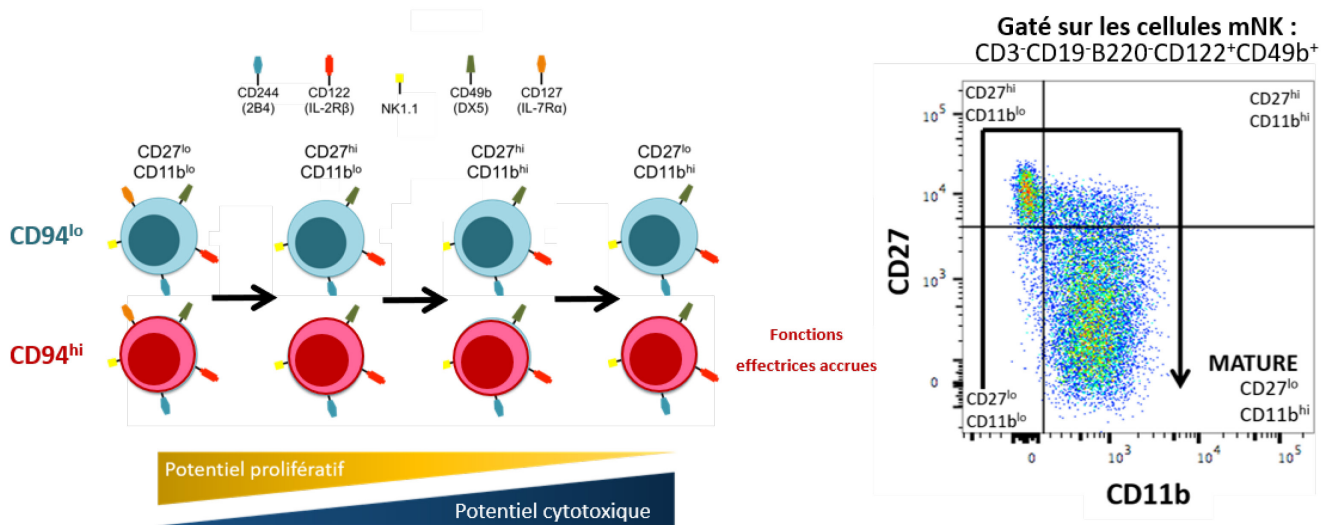 CD244
(2B4)
CD122
(IL-2Rβ)
NK1.1
CD49b
(DX5)
CD127
(IL-7Rα)
CD27lo
CD11blo
CD27hi
CD11blo
CD27hi
CD11bhi
CD27lo
CD11bhi
CD94lo
CD94hi
Fonctions
effectrices accrues
Potentiel prolifératif
Potentiel cytotoxique
Gaté sur les cellules mNK :
CD3-CD19-B220-CD122+CD49b+
CD27hi
CD11blo
CD27hi
CD11bhi
CD27lo
CD11blo
MATURE
CD27lo
CD11bhi
CD27
10^5
10^4
10^3
0
0
10^3
10^4
10^5
CD11b